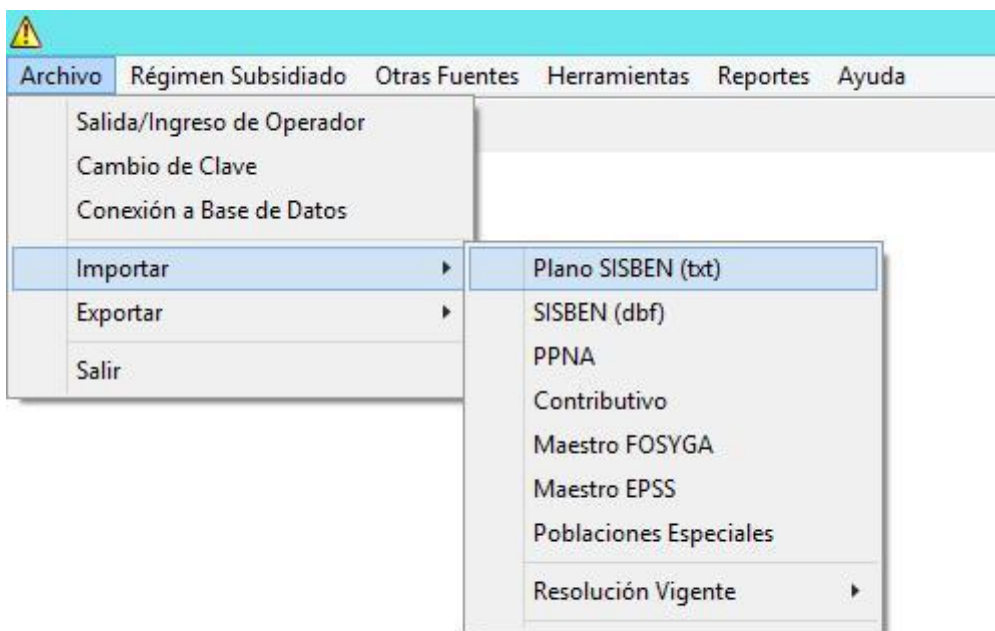 Archivo Régimen Subsidiado Otras Fuentes Herramientas Reportes Ayuda
Salida/Ingreso de Operador
Cambio de Clave
Conexión a Base de Datos
Importar
Exportar
Salir
Plano SISBEN (txt)
SISBEN (dbf)
PPNA
Contributivo
Maestro FOSYGA
Maestro EPSS
Poblaciones Especiales
Resolución Vigente